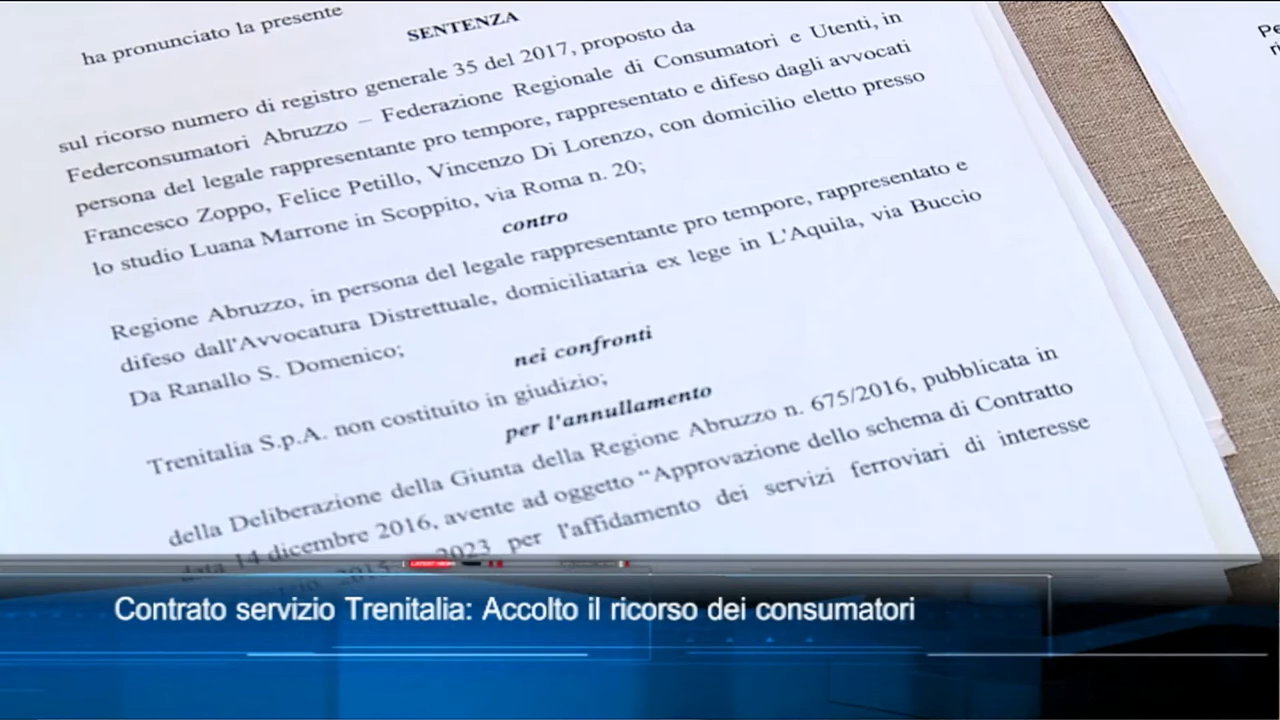 ha pronunciato la presente
SENTENZA
sul ricorso numero di registro generale 35 del 2017, proposto da
Federconsumatori Abruzzo – Federazione Regionale di Consumatori e Utenti, in
persona del legale rappresentante pro tempore, rappresentato e difeso dagli avvocati
Francesco Zoppo, Felice Petillo, Vincenzo Di Lorenzo, con domicilio eletto presso
lo studio Luana Marrone in Scoppito, via Roma n. 20;
contro
Regione Abruzzo, in persona del legale rappresentante pro tempore, rappresentato e
difeso dall'Avvocatura Distrettuale, domiciliataria ex lege in L'Aquila, via Buccio
Da Ranallo S. Domenico;
nei confronti
Trenitalia S.p.A. non costituito in giudizio;
per l'annullamento
della Deliberazione della Giunta della Regione Abruzzo n. 675/2016, pubblicata in
data 14 dicembre 2016, avente ad oggetto "Approvazione dello schema di Contratto
2023 per l'affidamento dei servizi ferroviari di interesse
Pe
ri
LATEST NEWS
Contrato servizio Trenitalia: Accolto il ricorso dei consumatori